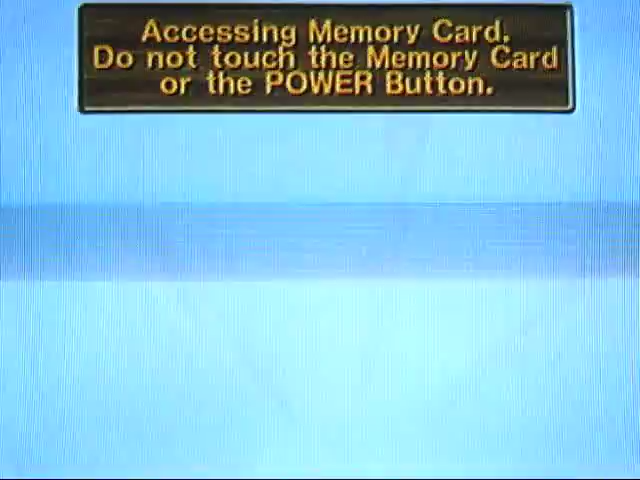 Accessing Memory Card.
Do not touch the Memory Card
or the POWER Button.